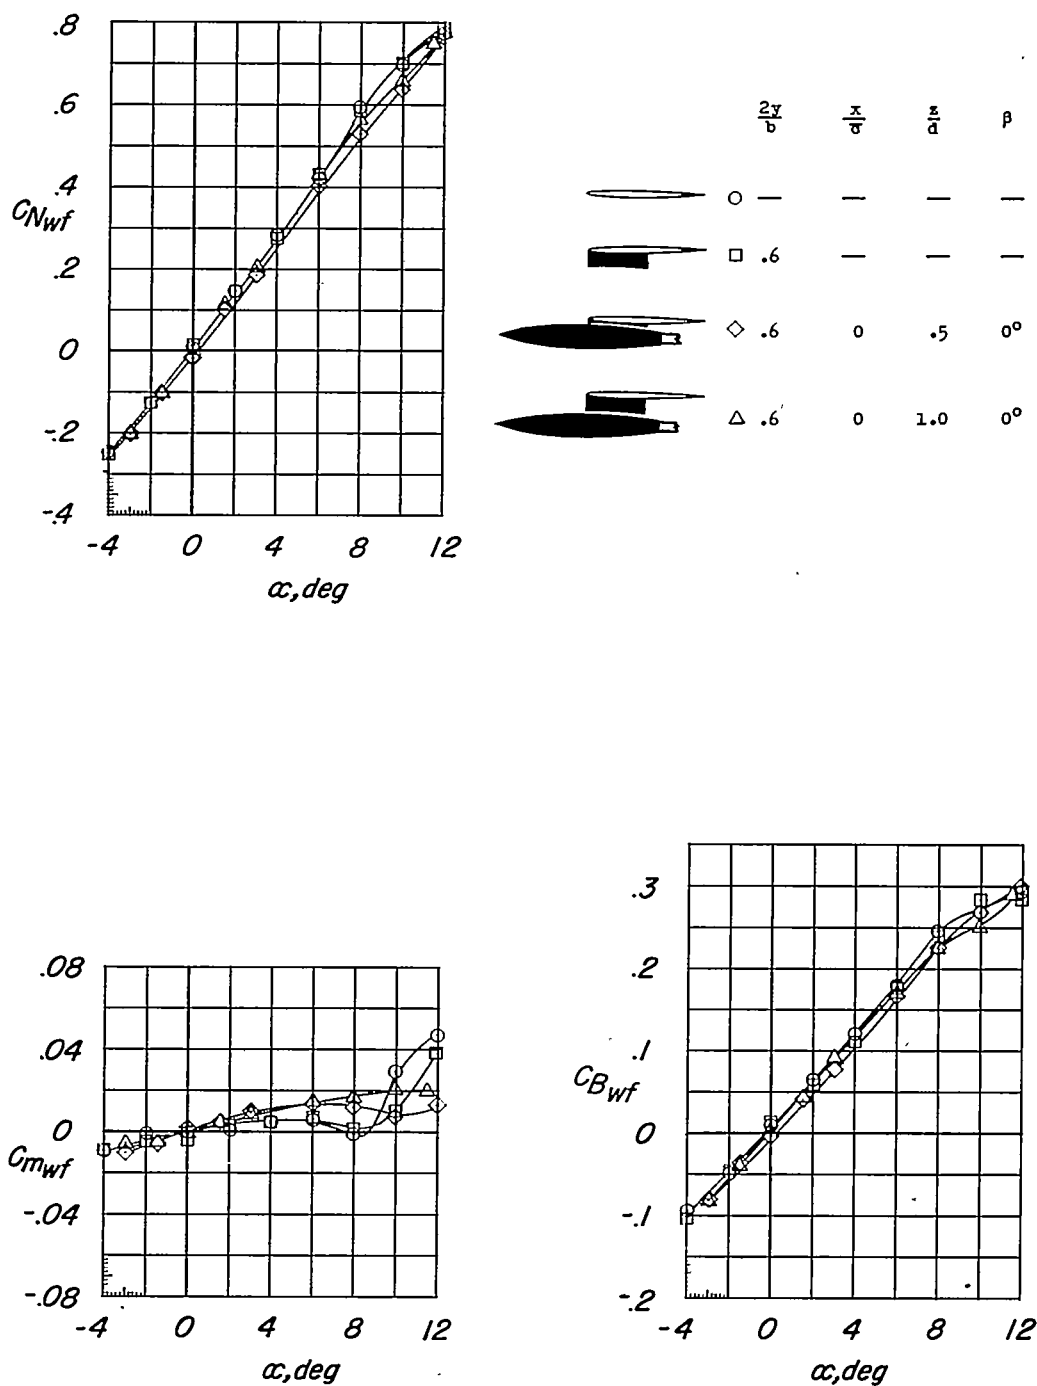 .8
.6
.4
C_Nwf
.2
0
-.2
-.4
-4 0 4 8 12
α, deg
2y/b x/c̄ z/d β
— — — —
.6 — — —
.6 0 .5 0°
.6 0 1.0 0°
.08
.04
0
C_mwf
-.04
-.08
-4 0 4 8 12
α, deg
.3
.2
.1
C_Bwf
0
-.1
-.2
-4 0 4 8 12
α, deg